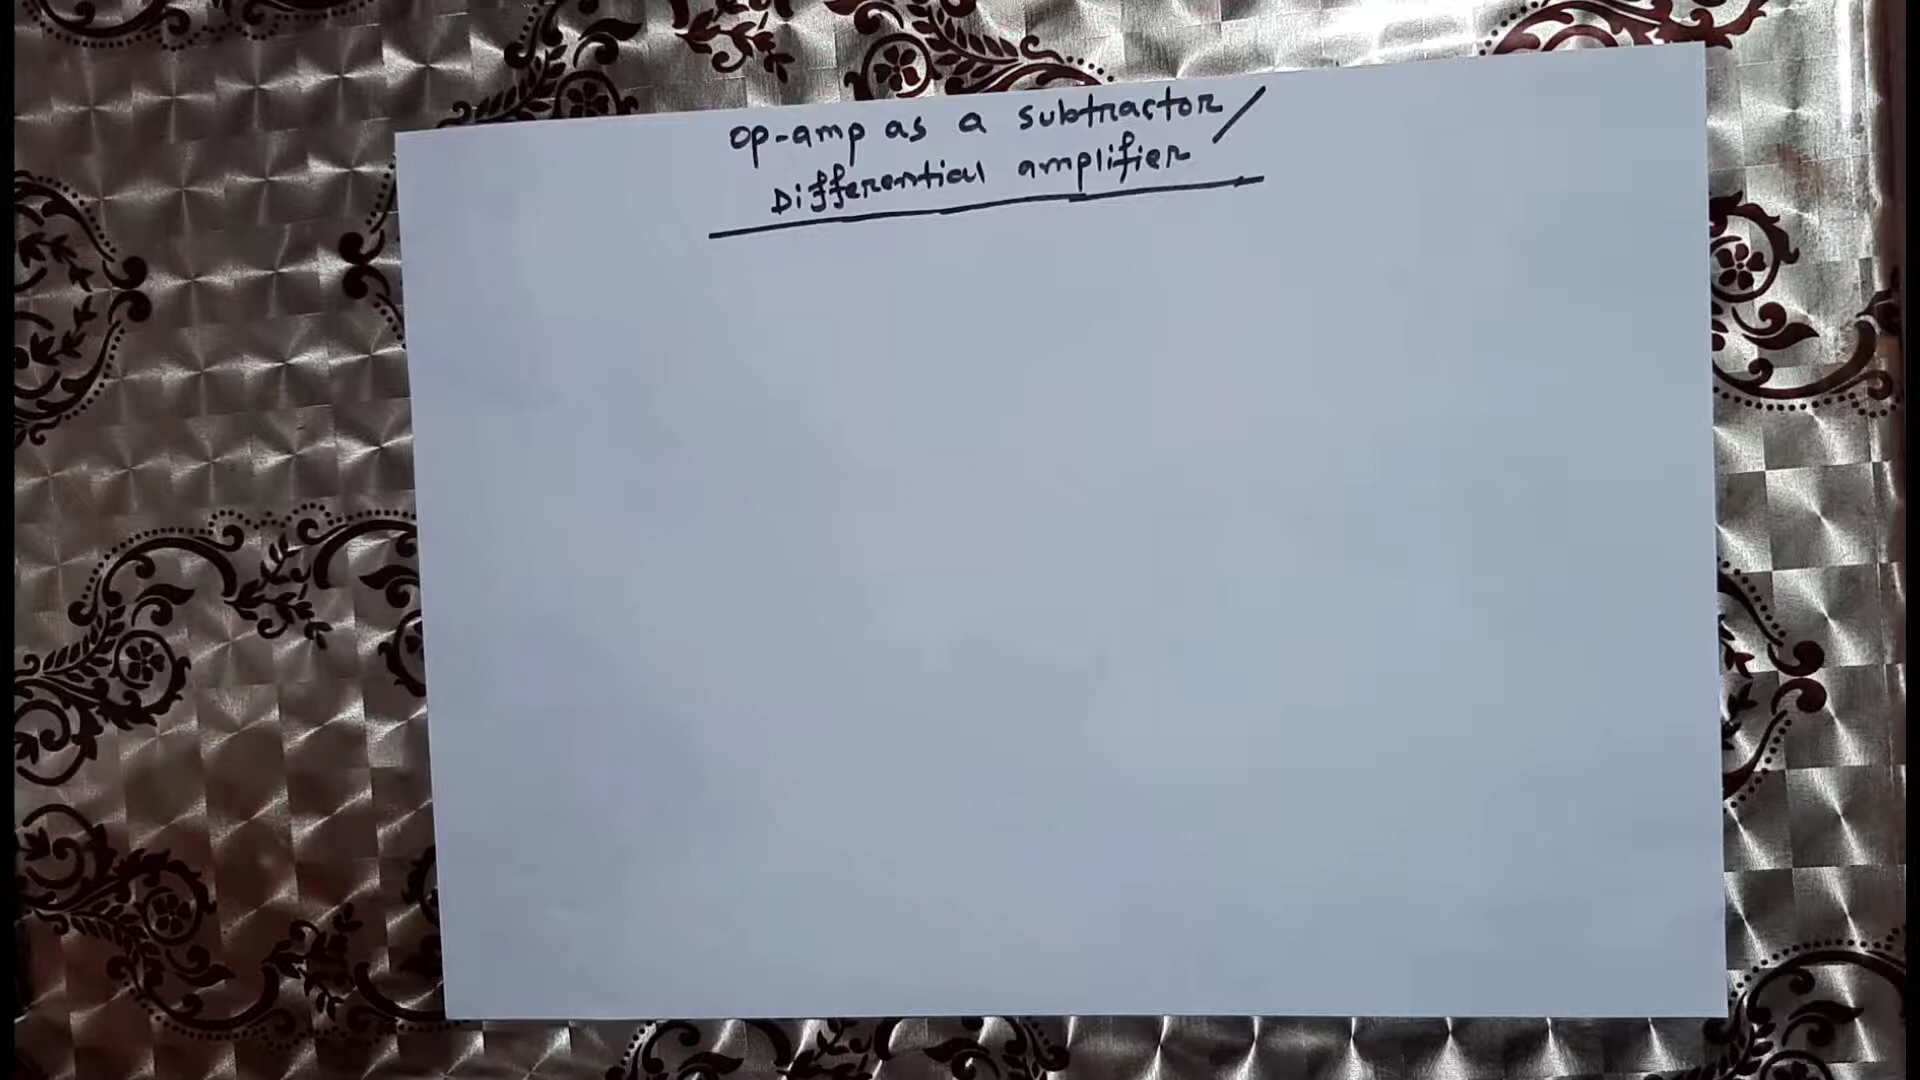 Op-amp as a subtractor /
Differential amplifier